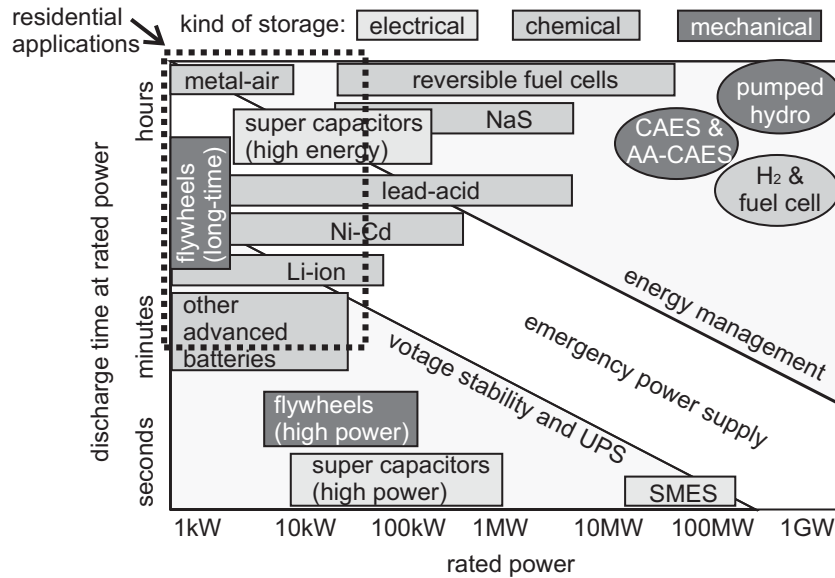 residential
applications
kind of storage:
electrical
chemical
mechanical
discharge time at rated power
hours
minutes
seconds
metal-air
reversible fuel cells
pumped
hydro
super capacitors
(high energy)
NaS
CAES &
AA-CAES
H2 &
fuel cell
flywheels
(long-time)
lead-acid
Ni-Cd
Li-ion
other
advanced
batteries
energy management
emergency power supply
votage stability and UPS
flywheels
(high power)
super capacitors
(high power)
SMES
1kW 10kW 100kW 1MW 10MW 100MW 1GW
rated power